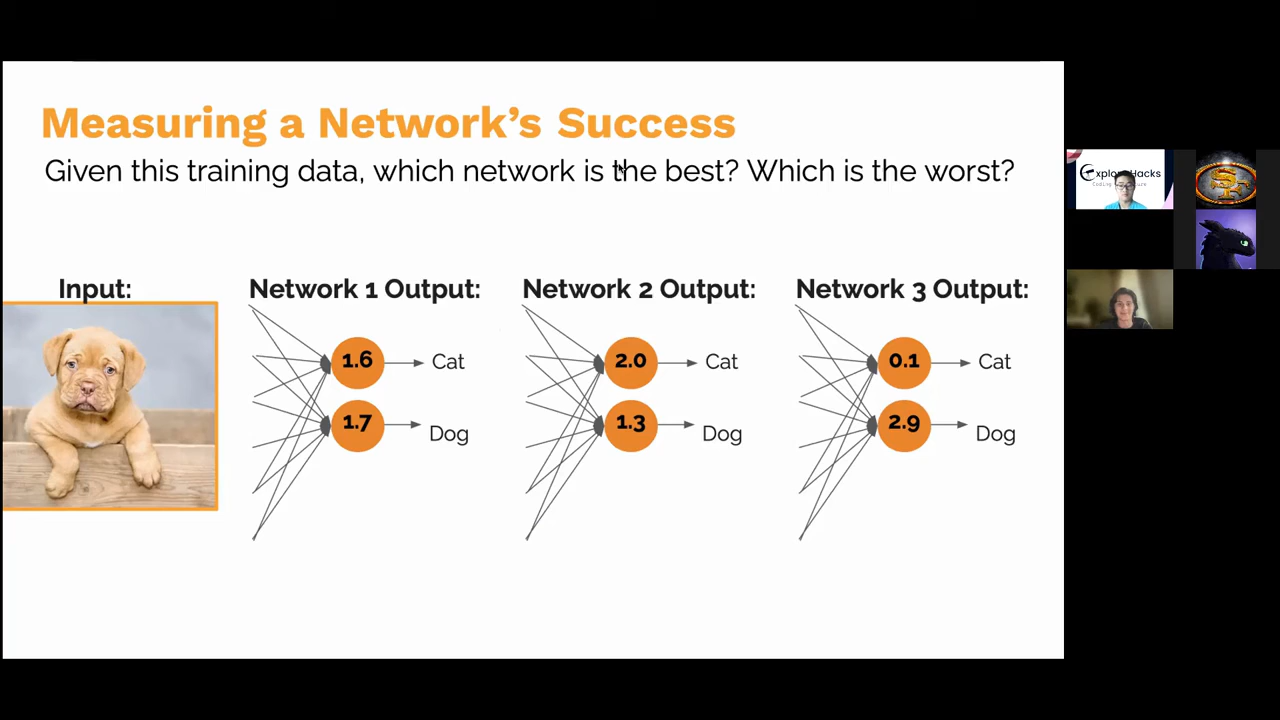 Measuring a Network's Success
Given this training data, which network is the best? Which is the worst?
Input:
Network 1 Output:
1.6
Cat
1.7
Dog
Network 2 Output:
2.0
Cat
1.3
Dog
Network 3 Output:
0.1
Cat
2.9
Dog
SF